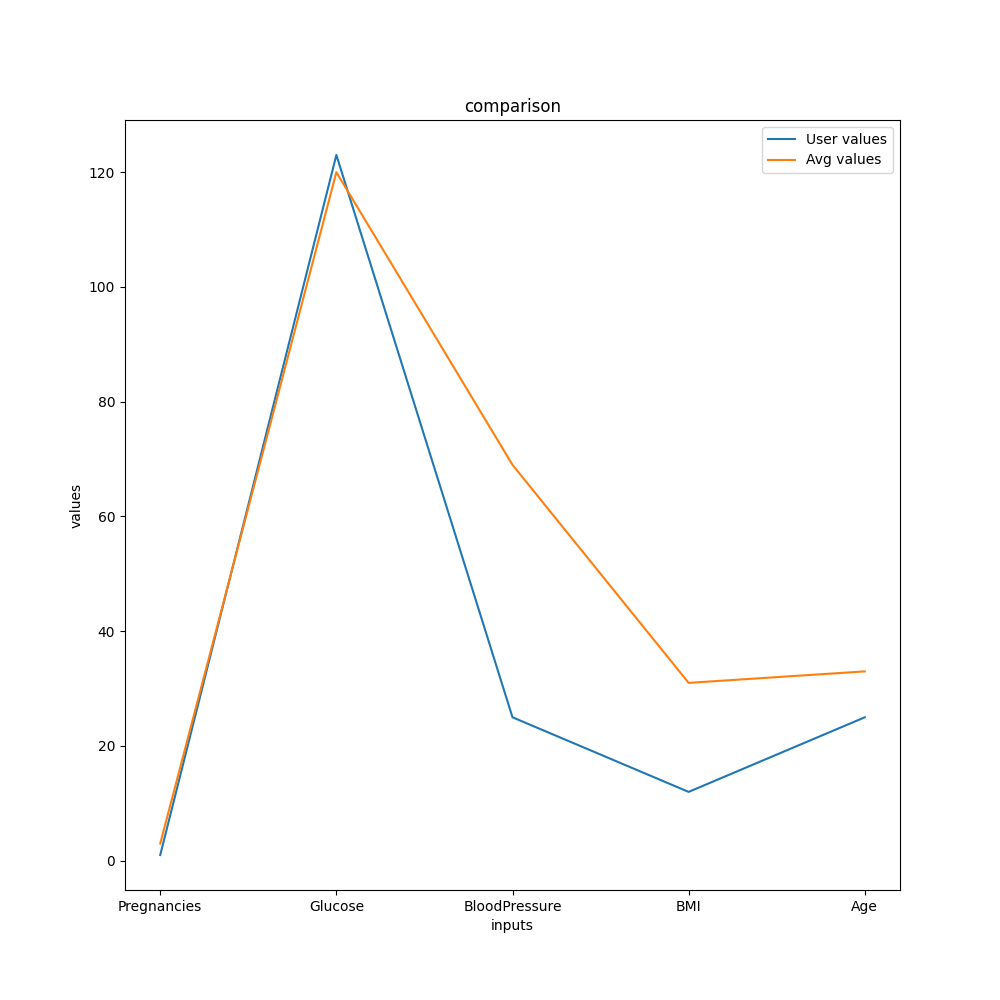 comparison
User values
Avg values
120
100
80
60
40
20
0
values
Pregnancies Glucose BloodPressure BMI Age
inputs